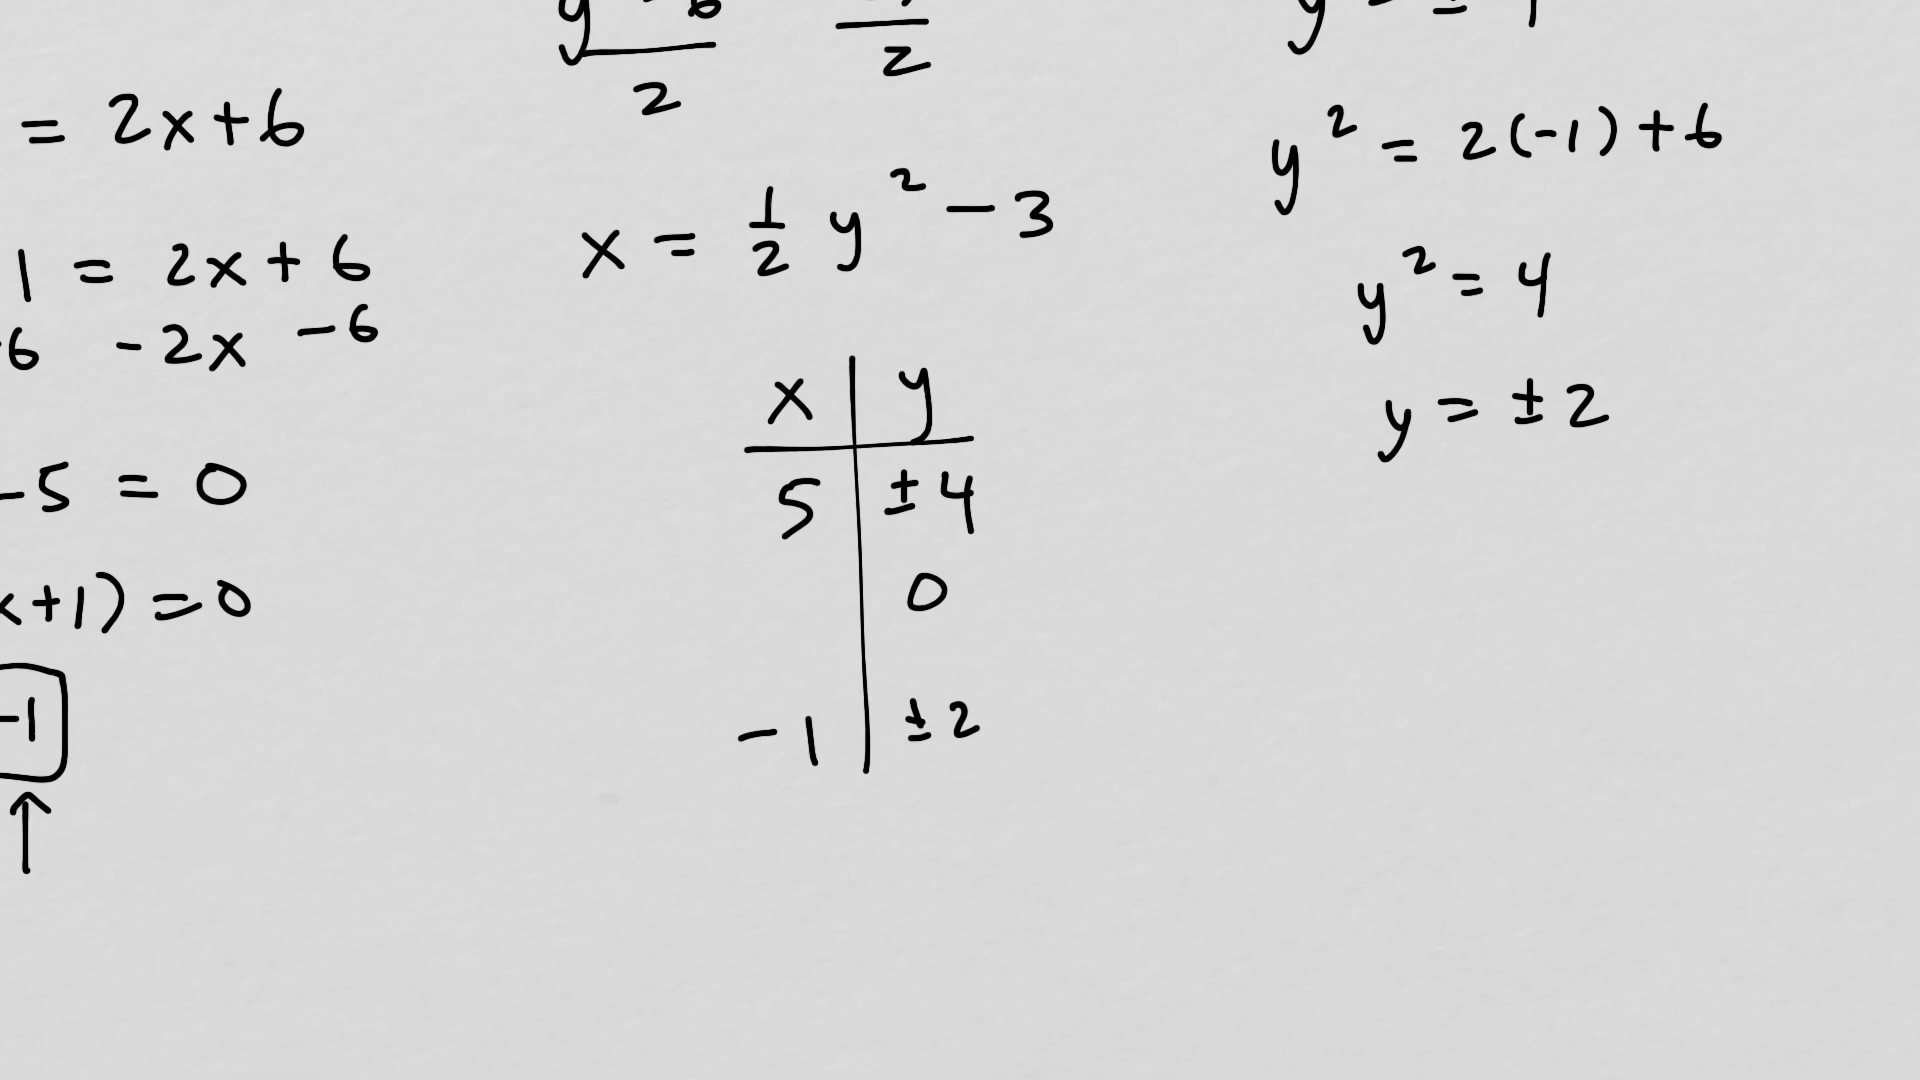 = 2x+6
1 = 2x + 6
6 -2x -6
-5 = 0
x+1) = 0
-1
↑
2
2
x = 1/2 y² - 3
x | y
5 | ±4
0
-1 | ±2
y² = 2(-1) + 6
y² = 4
y = ±2